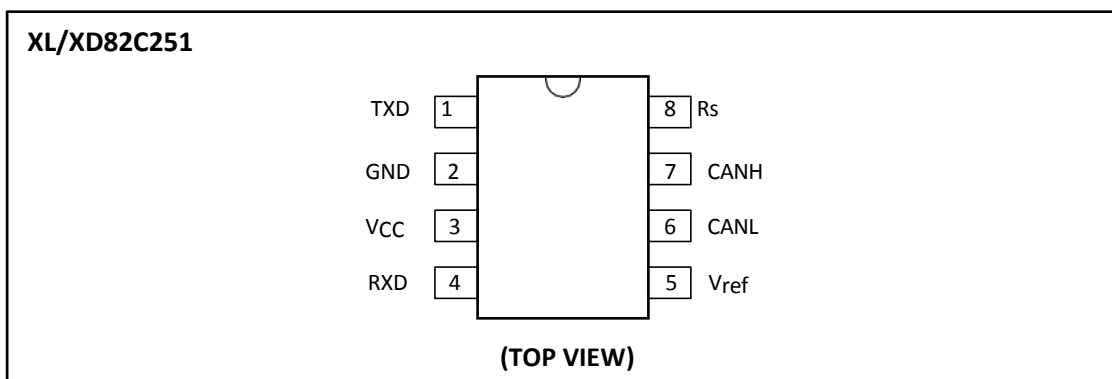 XL/XD82C251
TXD 1 8 Rs
GND 2 7 CANH
VCC 3 6 CANL
RXD 4 5 Vref
(TOP VIEW)